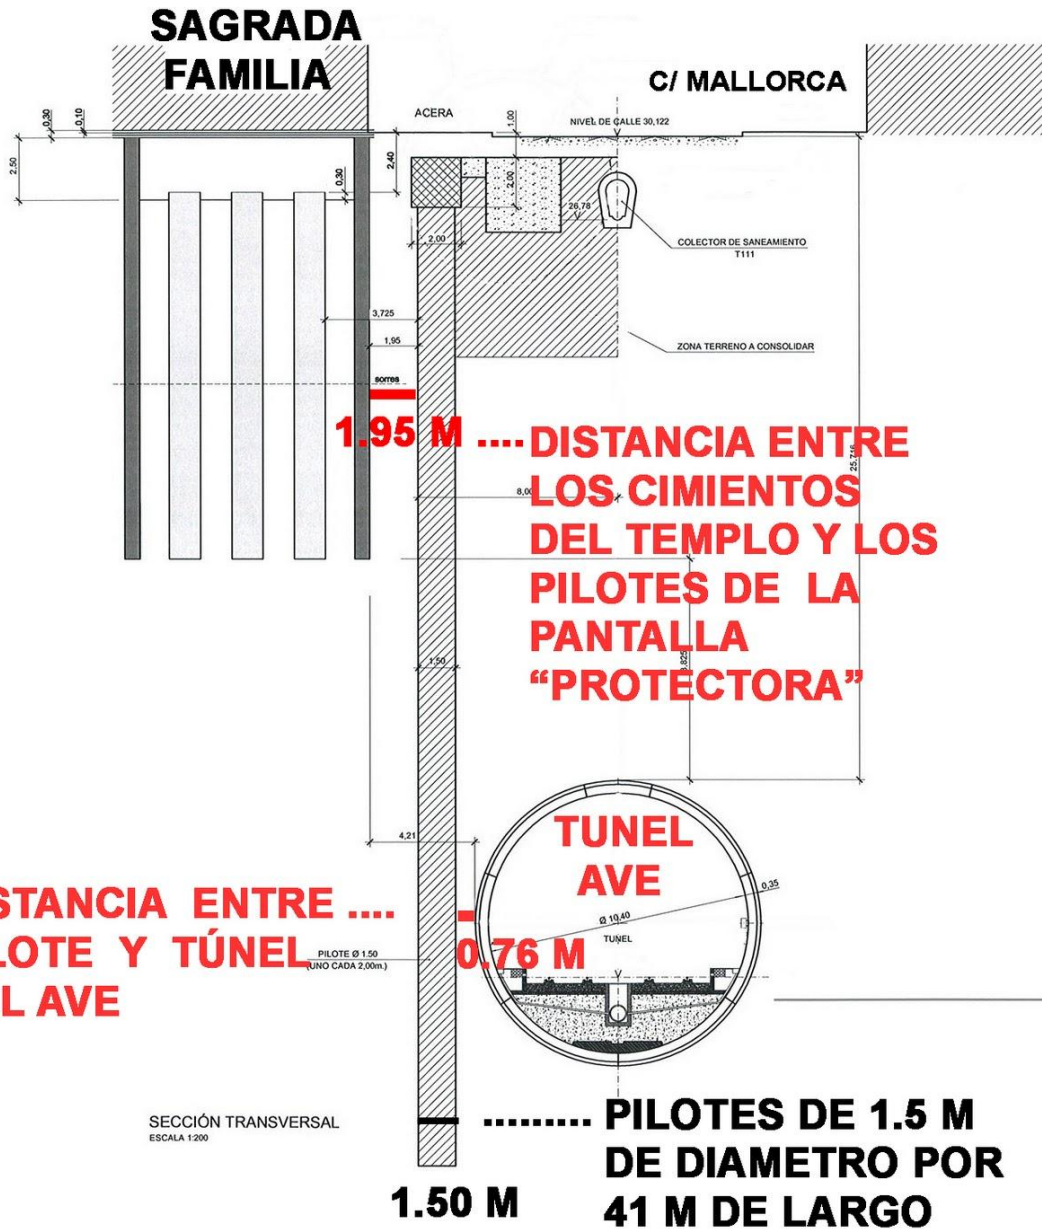 SAGRADA
FAMILIA
C/ MALLORCA
ACERA
NIVEL DE CALLE 30,122
0,30
0,10
1,00
2,50
2,40
0,30
2,00
26,78
COLECTOR DE SANEAMIENTO
T111
2,00
3,725
1,95
ZONA TERRENO A CONSOLIDAR
sorres
1.95 M .... DISTANCIA ENTRE
LOS CIMIENTOS
DEL TEMPLO Y LOS
PILOTES DE LA
PANTALLA
“PROTECTORA”
8,00
1,50
4,21
TUNEL
AVE
0,35
Ø 10,40
TUNEL
STANCIA ENTRE ....
LOTE Y TÚNEL
L AVE
0.76 M
PILOTE Ø 1.50
(UNO CADA 2,00m.)
SECCIÓN TRANSVERSAL
ESCALA 1:200
1.50 M
......... PILOTES DE 1.5 M
DE DIAMETRO POR
41 M DE LARGO